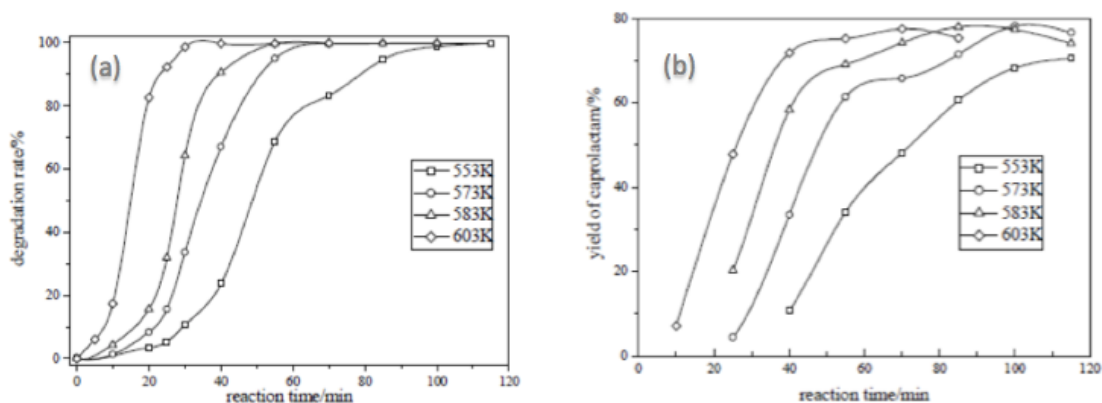 (a)
degradation rate/%
100
80
60
40
20
0
553K
573K
583K
603K
0 20 40 60 80 100 120
reaction time/min
(b)
yield of caprolactam/%
80
60
40
20
0
553K
573K
583K
603K
0 20 40 60 80 100 120
reaction time/min